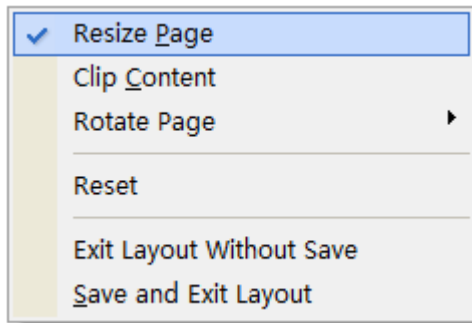 Resize Page
Clip Content
Rotate Page
Reset
Exit Layout Without Save
Save and Exit Layout